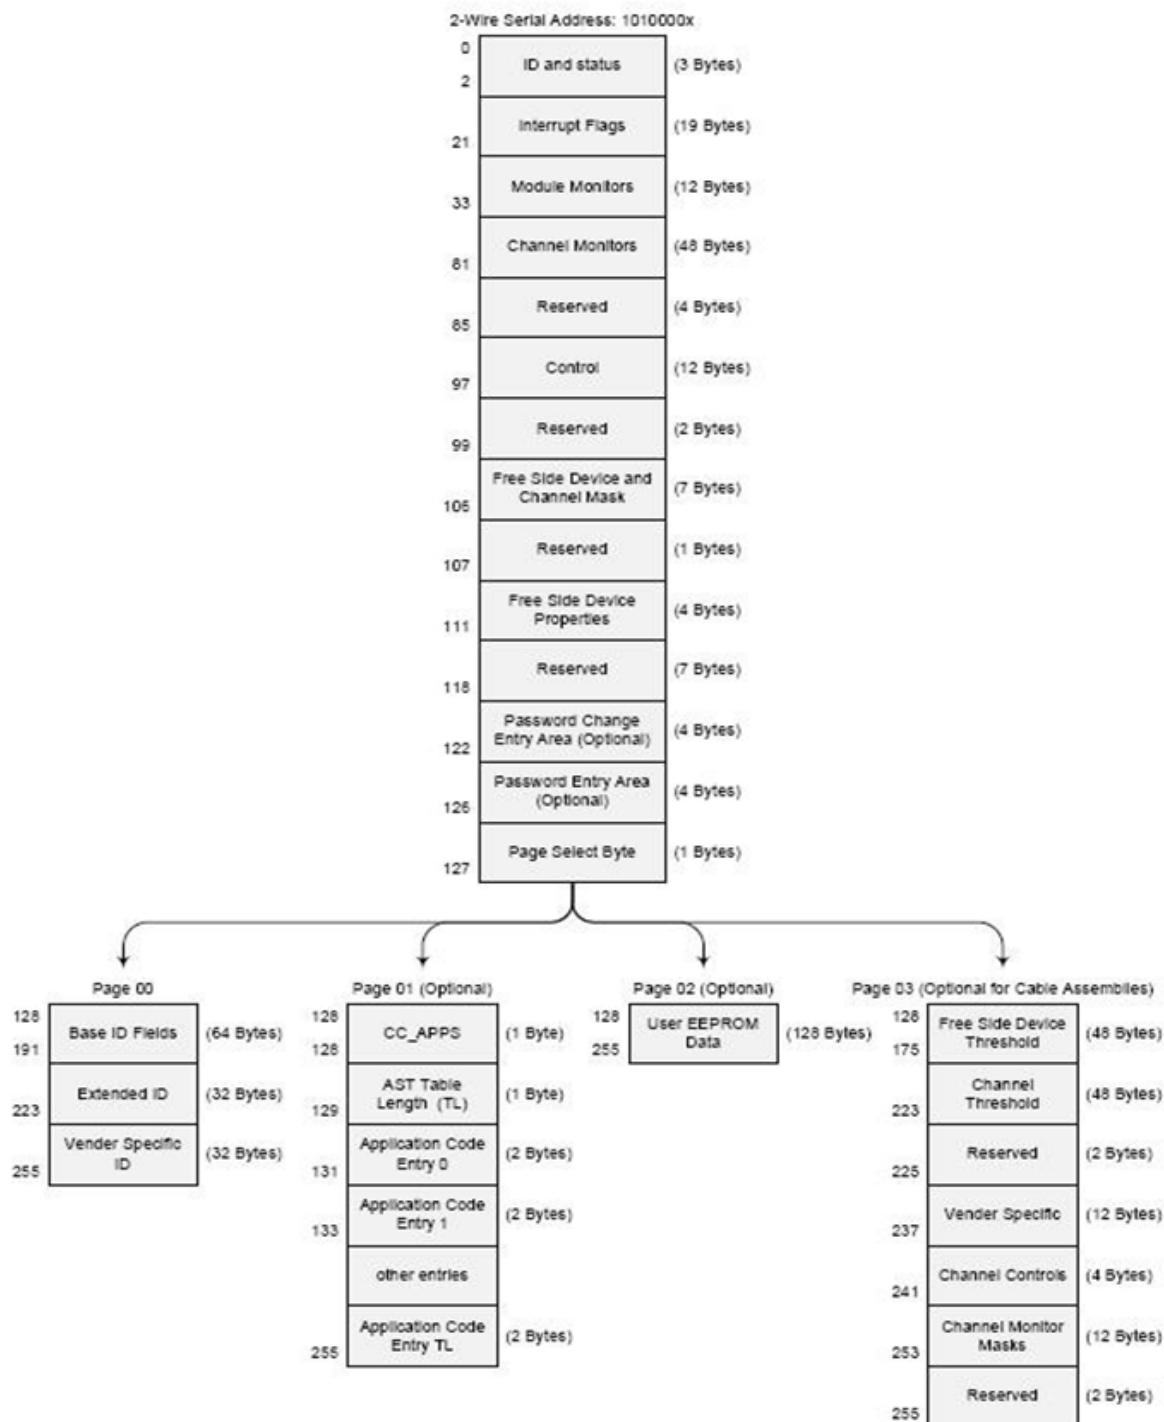 2-Wire Serial Address: 1010000x
0
ID and status (3 Bytes)
2
Interrupt Flags (19 Bytes)
21
Module Monitors (12 Bytes)
33
Channel Monitors (48 Bytes)
81
Reserved (4 Bytes)
85
Control (12 Bytes)
97
Reserved (2 Bytes)
99
Free Side Device and
Channel Mask (7 Bytes)
106
Reserved (1 Bytes)
107
Free Side Device
Properties (4 Bytes)
111
Reserved (7 Bytes)
118
Password Change
Entry Area (Optional) (4 Bytes)
122
Password Entry Area
(Optional) (4 Bytes)
126
Page Select Byte (1 Bytes)
127
Page 00
128
Base ID Fields (64 Bytes)
191
Extended ID (32 Bytes)
223
Vender Specific
ID (32 Bytes)
255
Page 01 (Optional)
128
CC_APPS (1 Byte)
128
AST Table
Length (TL) (1 Byte)
129
Application Code
Entry 0 (2 Bytes)
131
Application Code
Entry 1 (2 Bytes)
133
other entries
Application Code
Entry TL (2 Bytes)
255
Page 02 (Optional)
128
User EEPROM
Data (128 Bytes)
255
Page 03 (Optional for Cable Assemblies)
128
Free Side Device
Threshold (48 Bytes)
175
Channel
Threshold (48 Bytes)
223
Reserved (2 Bytes)
225
Vender Specific (12 Bytes)
237
Channel Controls (4 Bytes)
241
Channel Monitor
Masks (12 Bytes)
253
Reserved (2 Bytes)
255